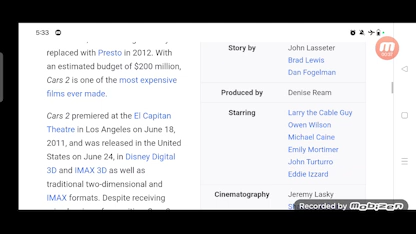 5:33
replaced with Presto in 2012. With
an estimated budget of $200 million,
Cars 2 is one of the most expensive
films ever made.
Cars 2 premiered at the El Capitan
Theatre in Los Angeles on June 18,
2011, and was released in the United
States on June 24, in Disney Digital
3D and IMAX 3D as well as
traditional two-dimensional and
IMAX formats. Despite receiving
Story by
John Lasseter
Brad Lewis
Dan Fogelman
Produced by
Denise Ream
Starring
Larry the Cable Guy
Owen Wilson
Michael Caine
Emily Mortimer
John Turturro
Eddie Izzard
Cinematography
Jeremy Lasky
Recorded by Mobizen